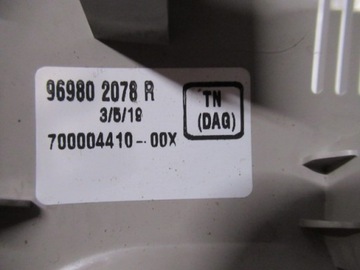 96980 2078 R
3/5/19
700004410-00X
TN
(DAG)